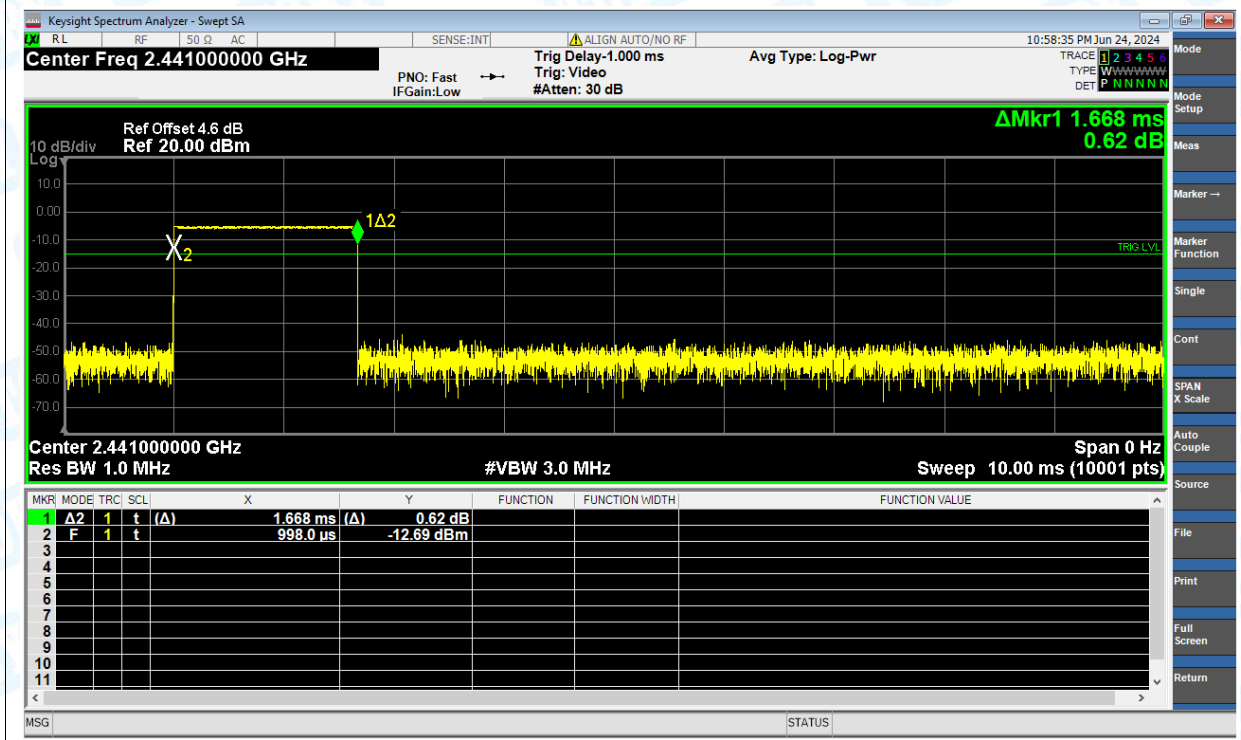 Keysight Spectrum Analyzer - Swept SA
LXI RL RF 50 Ω AC SENSE:INT ALIGN AUTO/NO RF 10:58:35 PM Jun 24, 2024
Center Freq 2.441000000 GHz
PNO: Fast
IFGain:Low
Trig Delay-1.000 ms
Trig: Video
#Atten: 30 dB
Avg Type: Log-Pwr
TRACE 1 2 3 4 5 6
TYPE WWWWWW
DET P N N N N N
ΔMkr1 1.668 ms
0.62 dB
Ref Offset 4.6 dB
10 dB/div Ref 20.00 dBm
Log
10.0
0.00
-10.0
-20.0
-30.0
-40.0
-50.0
-60.0
-70.0
1Δ2
2
TRIG LVL
Center 2.441000000 GHz Span 0 Hz
Res BW 1.0 MHz #VBW 3.0 MHz Sweep 10.00 ms (10001 pts)
MKR MODE TRC SCL X Y FUNCTION FUNCTION WIDTH FUNCTION VALUE
1 Δ2 1 t (Δ) 1.668 ms (Δ) 0.62 dB
2 F 1 t 998.0 µs -12.69 dBm
3
4
5
6
7
8
9
10
11
MSG STATUS
Mode
Mode
Setup
Meas
Marker →
Marker
Function
Single
Cont
SPAN
X Scale
Auto
Couple
Source
File
Print
Full
Screen
Return